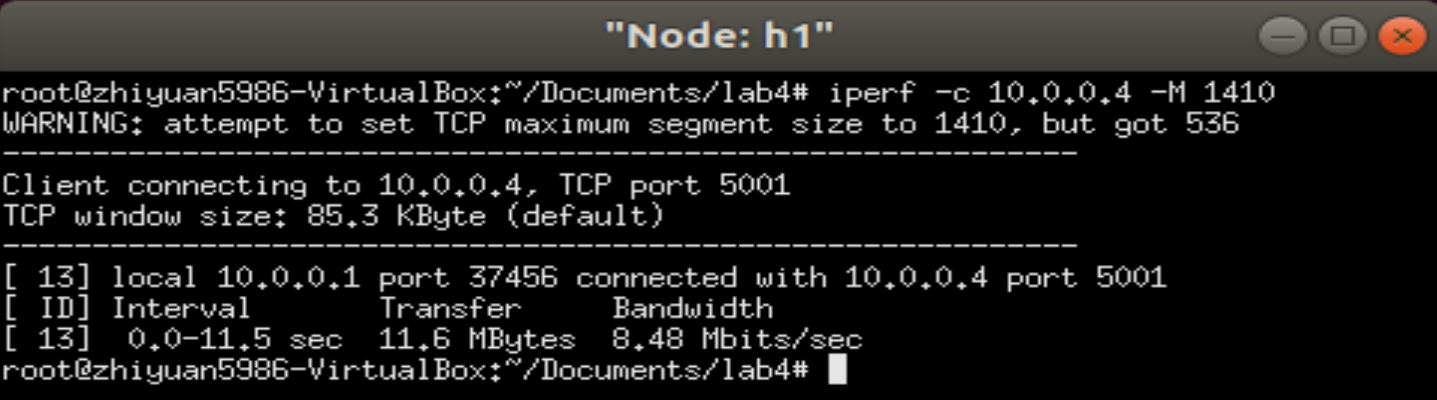 "Node: h1"
root@zhiyuan5986-VirtualBox:~/Documents/lab4# iperf -c 10.0.0.4 -M 1410
WARNING: attempt to set TCP maximum segment size to 1410, but got 536
------------------------------------------------------------
Client connecting to 10.0.0.4, TCP port 5001
TCP window size: 85.3 KByte (default)
------------------------------------------------------------
[ 13] local 10.0.0.1 port 37456 connected with 10.0.0.4 port 5001
[ ID] Interval       Transfer     Bandwidth
[ 13]  0.0-11.5 sec  11.6 MBytes  8.48 Mbits/sec
root@zhiyuan5986-VirtualBox:~/Documents/lab4#